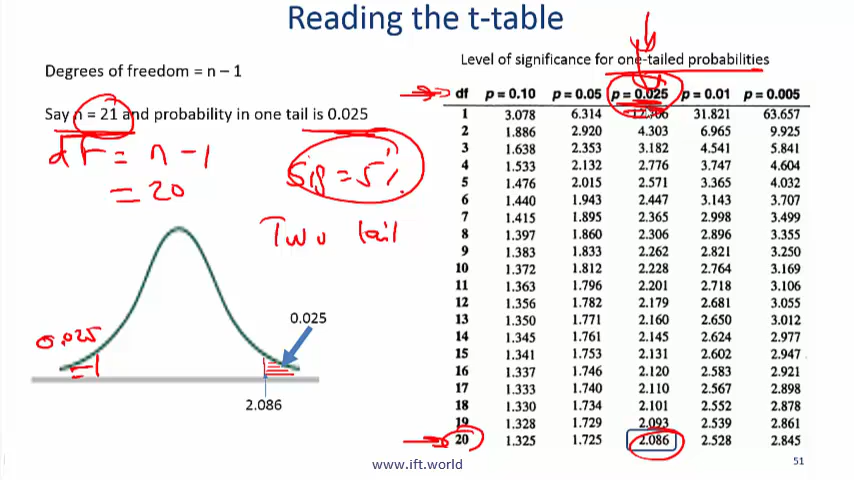 Reading the t-table
Degrees of freedom = n – 1
Say n = 21 and probability in one tail is 0.025
df = n - 1
= 20
Sig = 5%
Two tail
0.025
0.025
2.086
Level of significance for one-tailed probabilities
df p = 0.10 p = 0.05 p = 0.025 p = 0.01 p = 0.005
1 3.078 6.314 12.706 31.821 63.657
2 1.886 2.920 4.303 6.965 9.925
3 1.638 2.353 3.182 4.541 5.841
4 1.533 2.132 2.776 3.747 4.604
5 1.476 2.015 2.571 3.365 4.032
6 1.440 1.943 2.447 3.143 3.707
7 1.415 1.895 2.365 2.998 3.499
8 1.397 1.860 2.306 2.896 3.355
9 1.383 1.833 2.262 2.821 3.250
10 1.372 1.812 2.228 2.764 3.169
11 1.363 1.796 2.201 2.718 3.106
12 1.356 1.782 2.179 2.681 3.055
13 1.350 1.771 2.160 2.650 3.012
14 1.345 1.761 2.145 2.624 2.977
15 1.341 1.753 2.131 2.602 2.947
16 1.337 1.746 2.120 2.583 2.921
17 1.333 1.740 2.110 2.567 2.898
18 1.330 1.734 2.101 2.552 2.878
19 1.328 1.729 2.093 2.539 2.861
20 1.325 1.725 2.086 2.528 2.845
www.ift.world
51